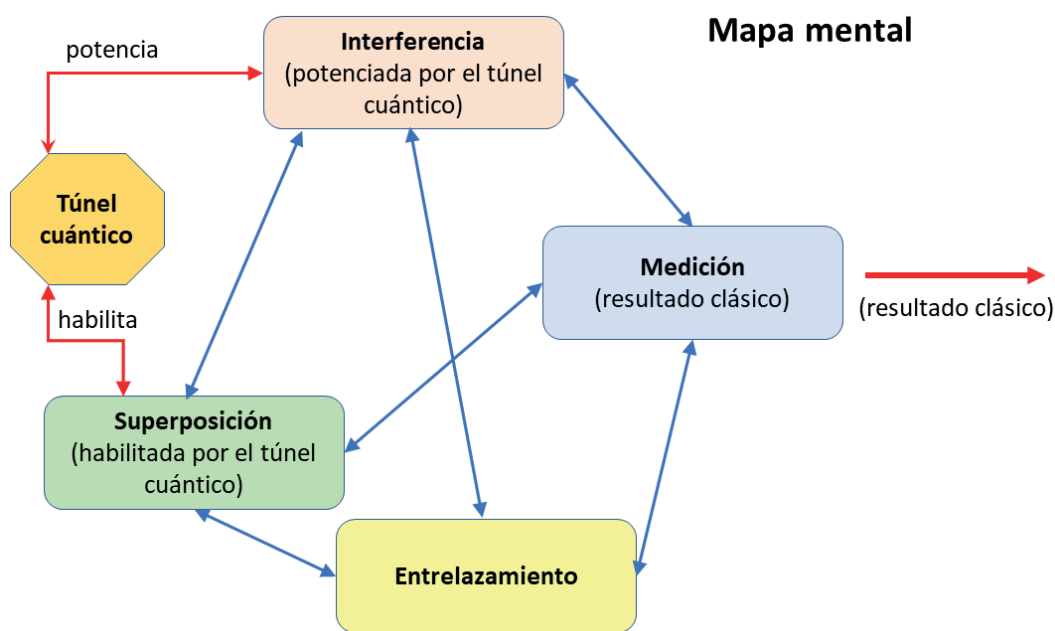 Mapa mental
potencia
Interferencia
(potenciada por el túnel
cuántico)
Túnel
cuántico
Medición
(resultado clásico)
(resultado clásico)
habilita
Superposición
(habilitada por el túnel
cuántico)
Entrelazamiento